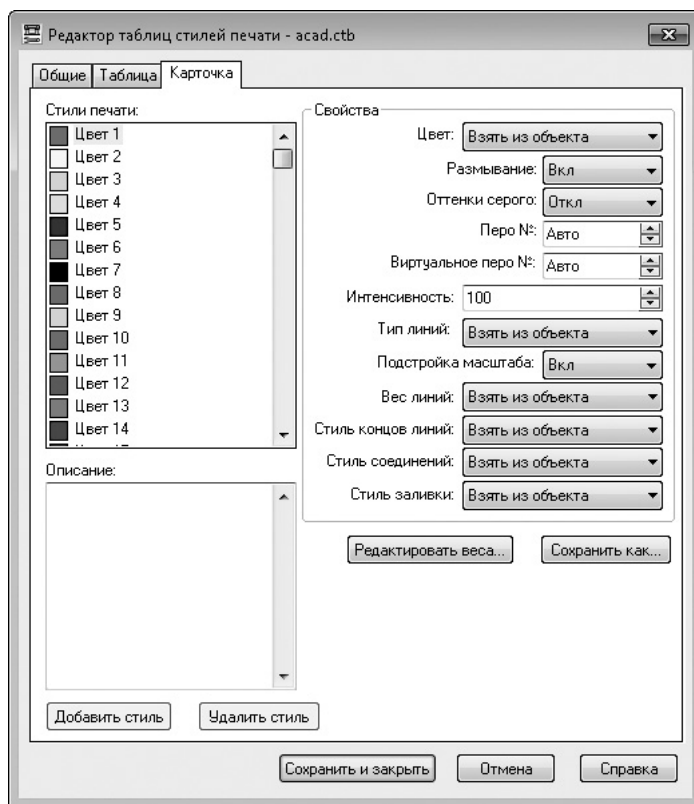 Редактор таблиц стилей печати - acad.ctb
Общие Таблица Карточка
Стили печати:
Цвет 1
Цвет 2
Цвет 3
Цвет 4
Цвет 5
Цвет 6
Цвет 7
Цвет 8
Цвет 9
Цвет 10
Цвет 11
Цвет 12
Цвет 13
Цвет 14
Описание:
Добавить стиль Удалить стиль
Свойства
Цвет: Взять из объекта
Размывание: Вкл
Оттенки серого: Откл
Перо №: Авто
Виртуальное перо №: Авто
Интенсивность: 100
Тип линий: Взять из объекта
Подстройка масштаба: Вкл
Вес линий: Взять из объекта
Стиль концов линий: Взять из объекта
Стиль соединений: Взять из объекта
Стиль заливки: Взять из объекта
Редактировать веса... Сохранить как...
Сохранить и закрыть Отмена Справка